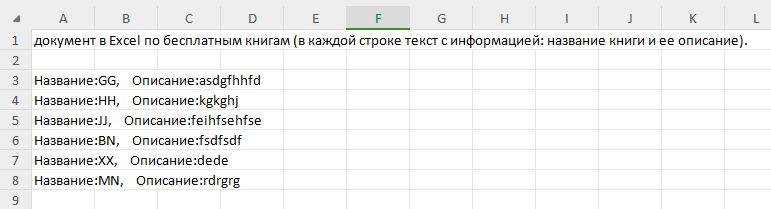 A B C D E F G H I J K L
1 документ в Excel по бесплатным книгам (в каждой строке текст с информацией: название книги и ее описание).
2
3 Название:GG, Описание:asdgfhhfd
4 Название:HH, Описание:kgkghj
5 Название:JJ, Описание:feihfsehfse
6 Название:BN, Описание:fsdfsdf
7 Название:XX, Описание:dede
8 Название:MN, Описание:rdrgrg
9